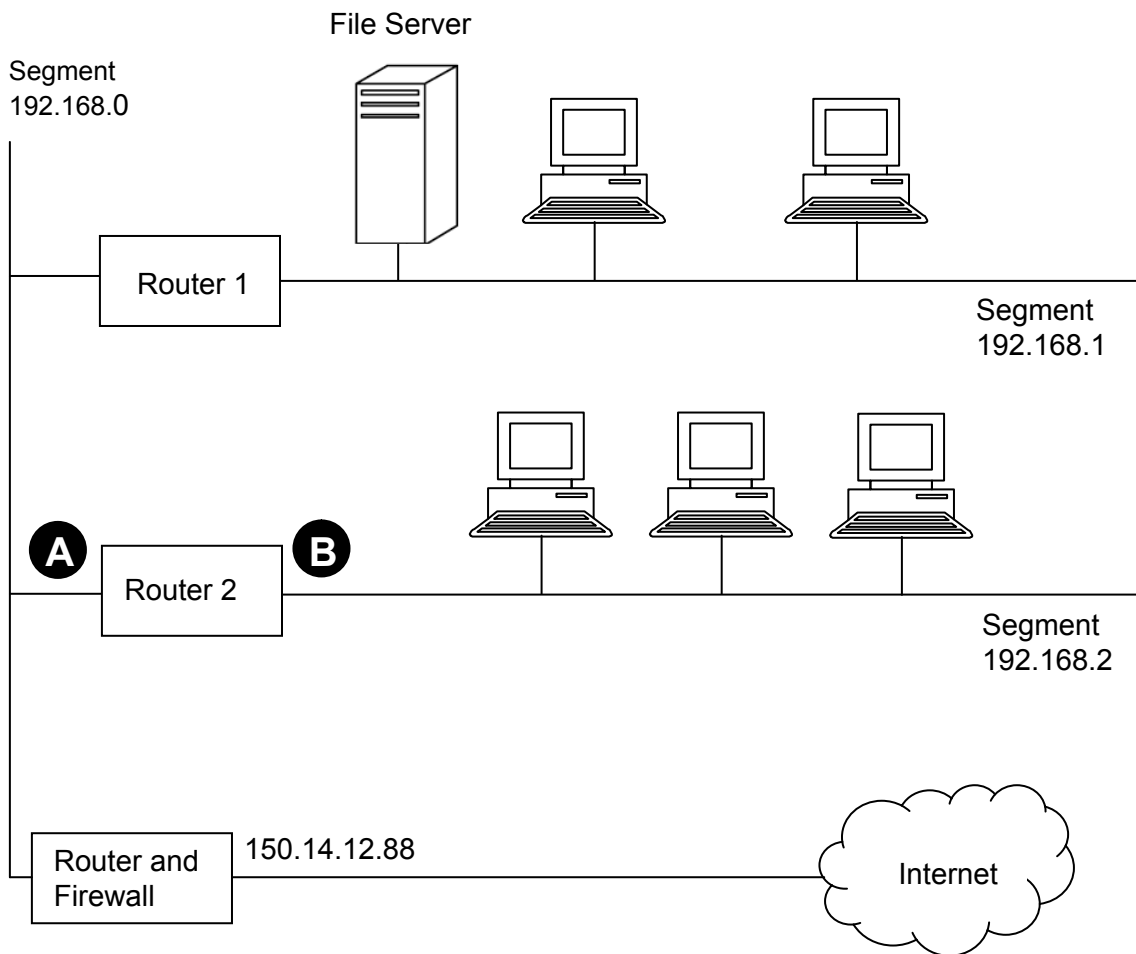 File Server
Segment
192.168.0
Router 1
Segment
192.168.1
A
B
Router 2
Segment
192.168.2
Router and
Firewall
150.14.12.88
Internet